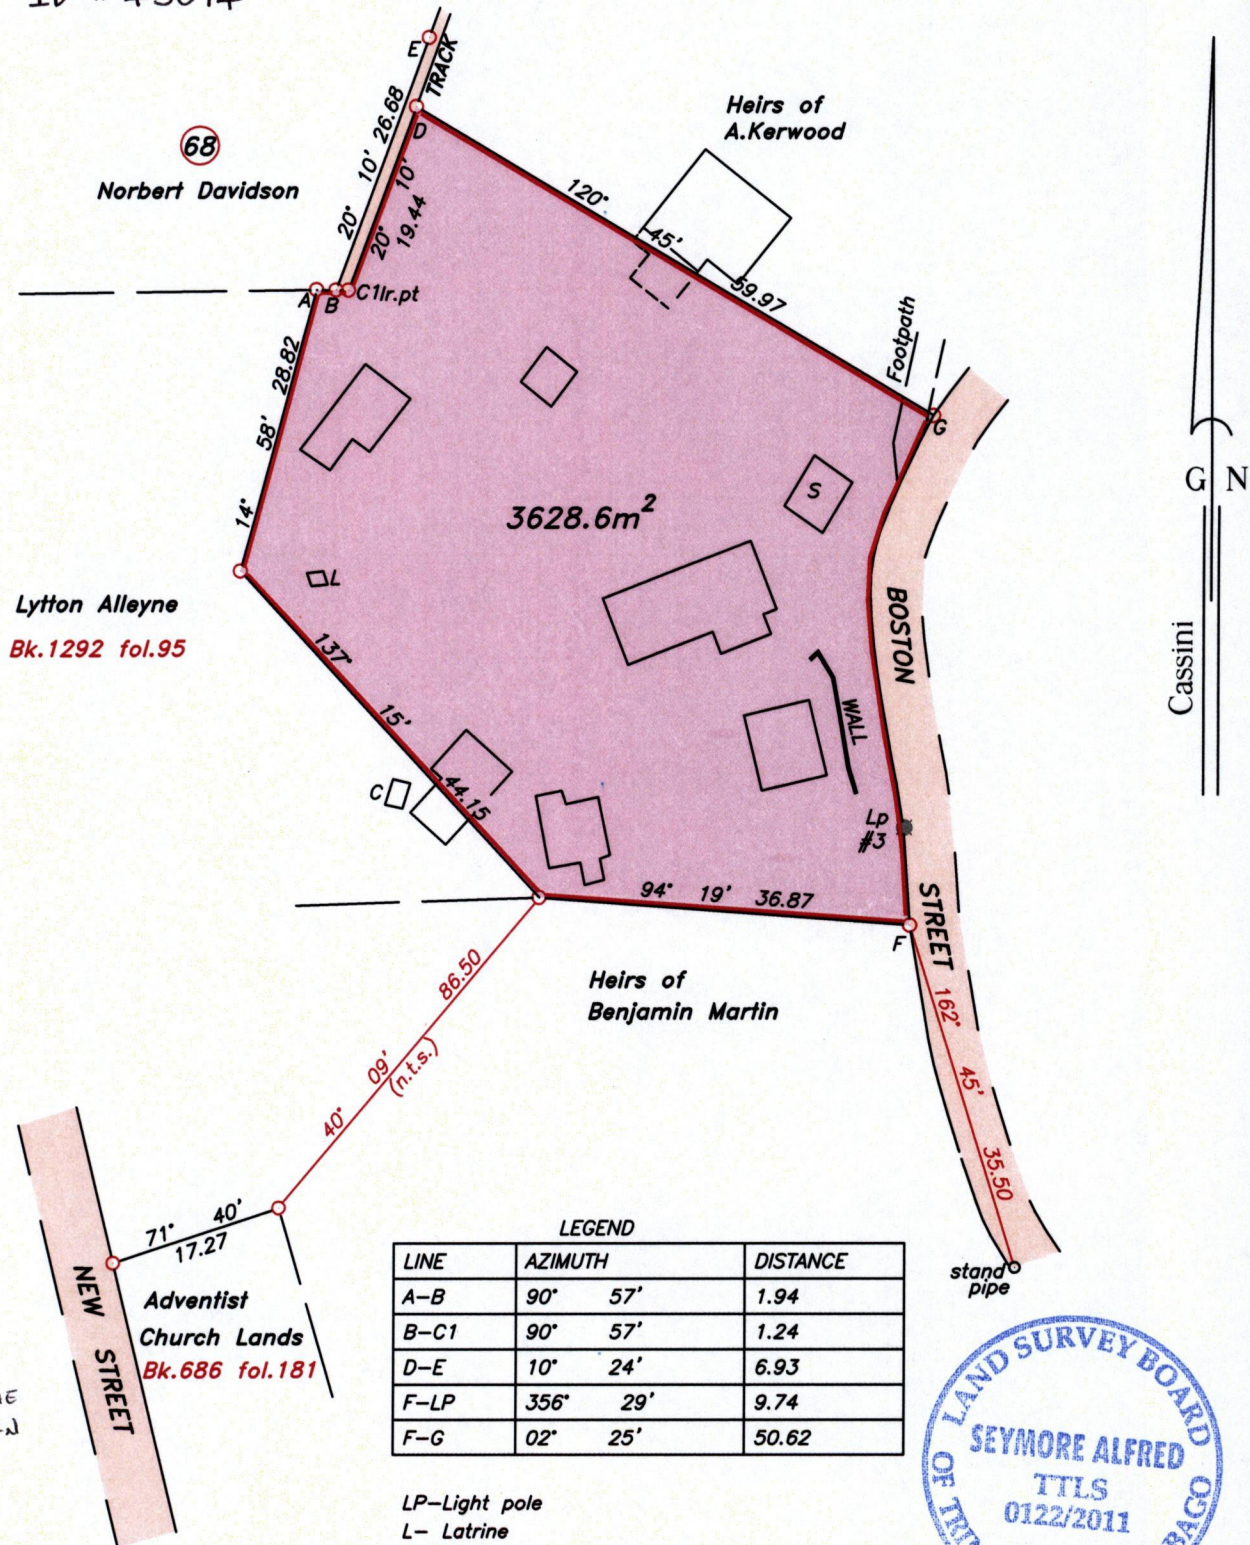 E
TRACK
D
20° 10' 26.68
20° 10'
19.44
68
Norbert Davidson
Heirs of
A.Kerwood
120° 45' 59.97
A B C1Ir.pt
14° 58' 28.82
Footpath
G
G N
Cassini
3628.6m²
S
L
Lytton Alleyne
Bk.1292 fol.95
BOSTON STREET
WALL
137° 15' 44.15
C
Lp
#3
94° 19' 36.87
F
Heirs of
Benjamin Martin
40° 09' 86.50
(n.t.s.)
162° 45' 35.50
stand
pipe
71° 40'
17.27
NEW STREET
Adventist
Church Lands
Bk.686 fol.181
LEGEND
LINE AZIMUTH DISTANCE
A-B 90° 57' 1.94
B-C1 90° 57' 1.24
D-E 10° 24' 6.93
F-LP 356° 29' 9.74
F-G 02° 25' 50.62
LP-Light pole
L- Latrine
LAND SURVEY BOARD
SEYMORE ALFRED
TTLS
0122/2011
OF